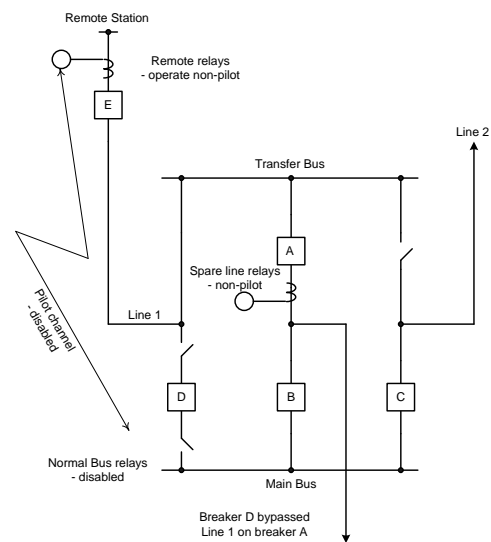 Remote Station
Remote relays
- operate non-pilot
E
Line 2
Transfer Bus
A
Spare line relays
- non-pilot
Pilot channel
- disabled
Line 1
D
B
C
Normal Bus relays
- disabled
Main Bus
Breaker D bypassed
Line 1 on breaker A